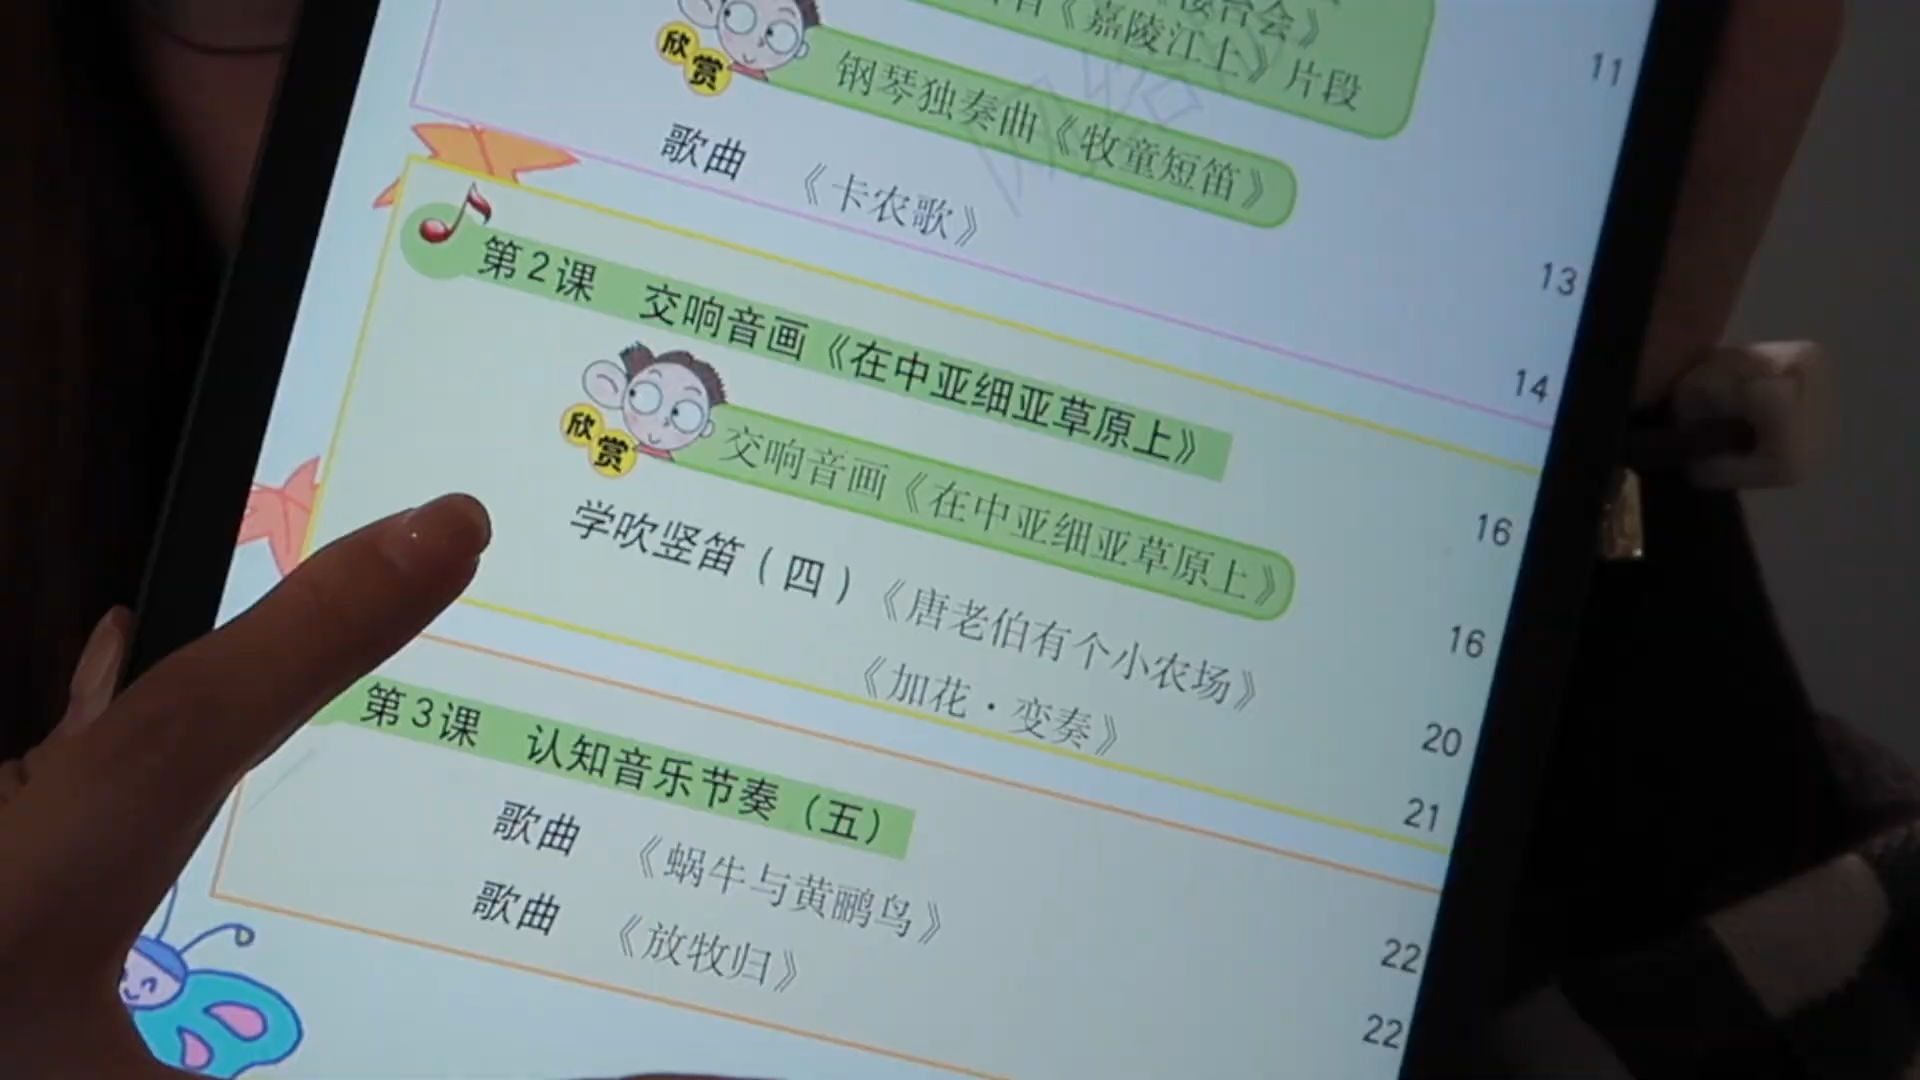 楼台会》
《嘉陵江上》片段
11
欣赏 钢琴独奏曲《牧童短笛》
13
歌曲 《卡农歌》
14
第2课 交响音画《在中亚细亚草原上》
16
欣赏 交响音画《在中亚细亚草原上》
16
学吹竖笛（四）《唐老伯有个小农场》
20
《加花·变奏》
21
第3课 认知音乐节奏（五）
22
歌曲 《蜗牛与黄鹂鸟》
22
歌曲 《放牧归》